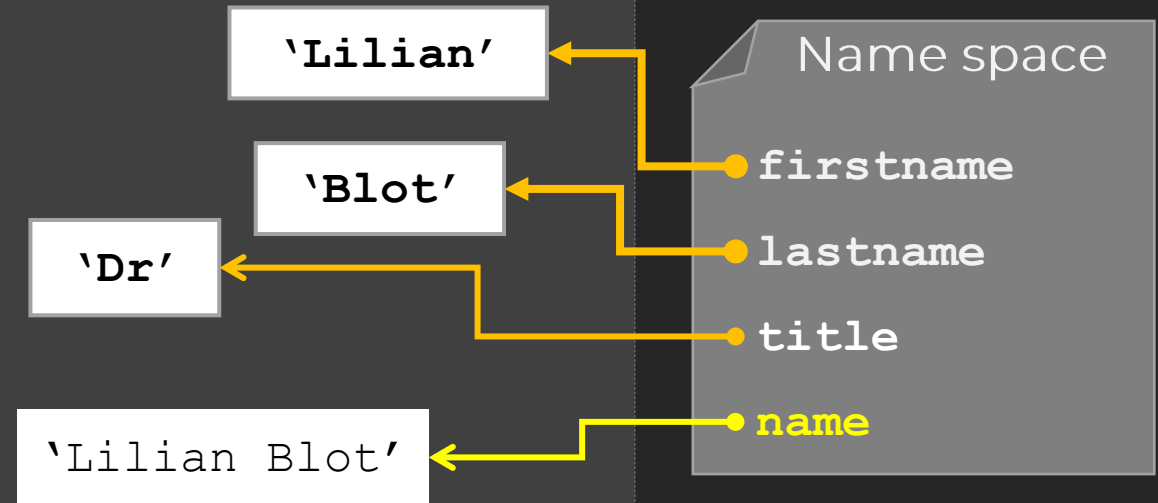 ‘Lilian’
‘Blot’
‘Dr’
‘Lilian Blot’
Name space
firstname
lastname
title
name